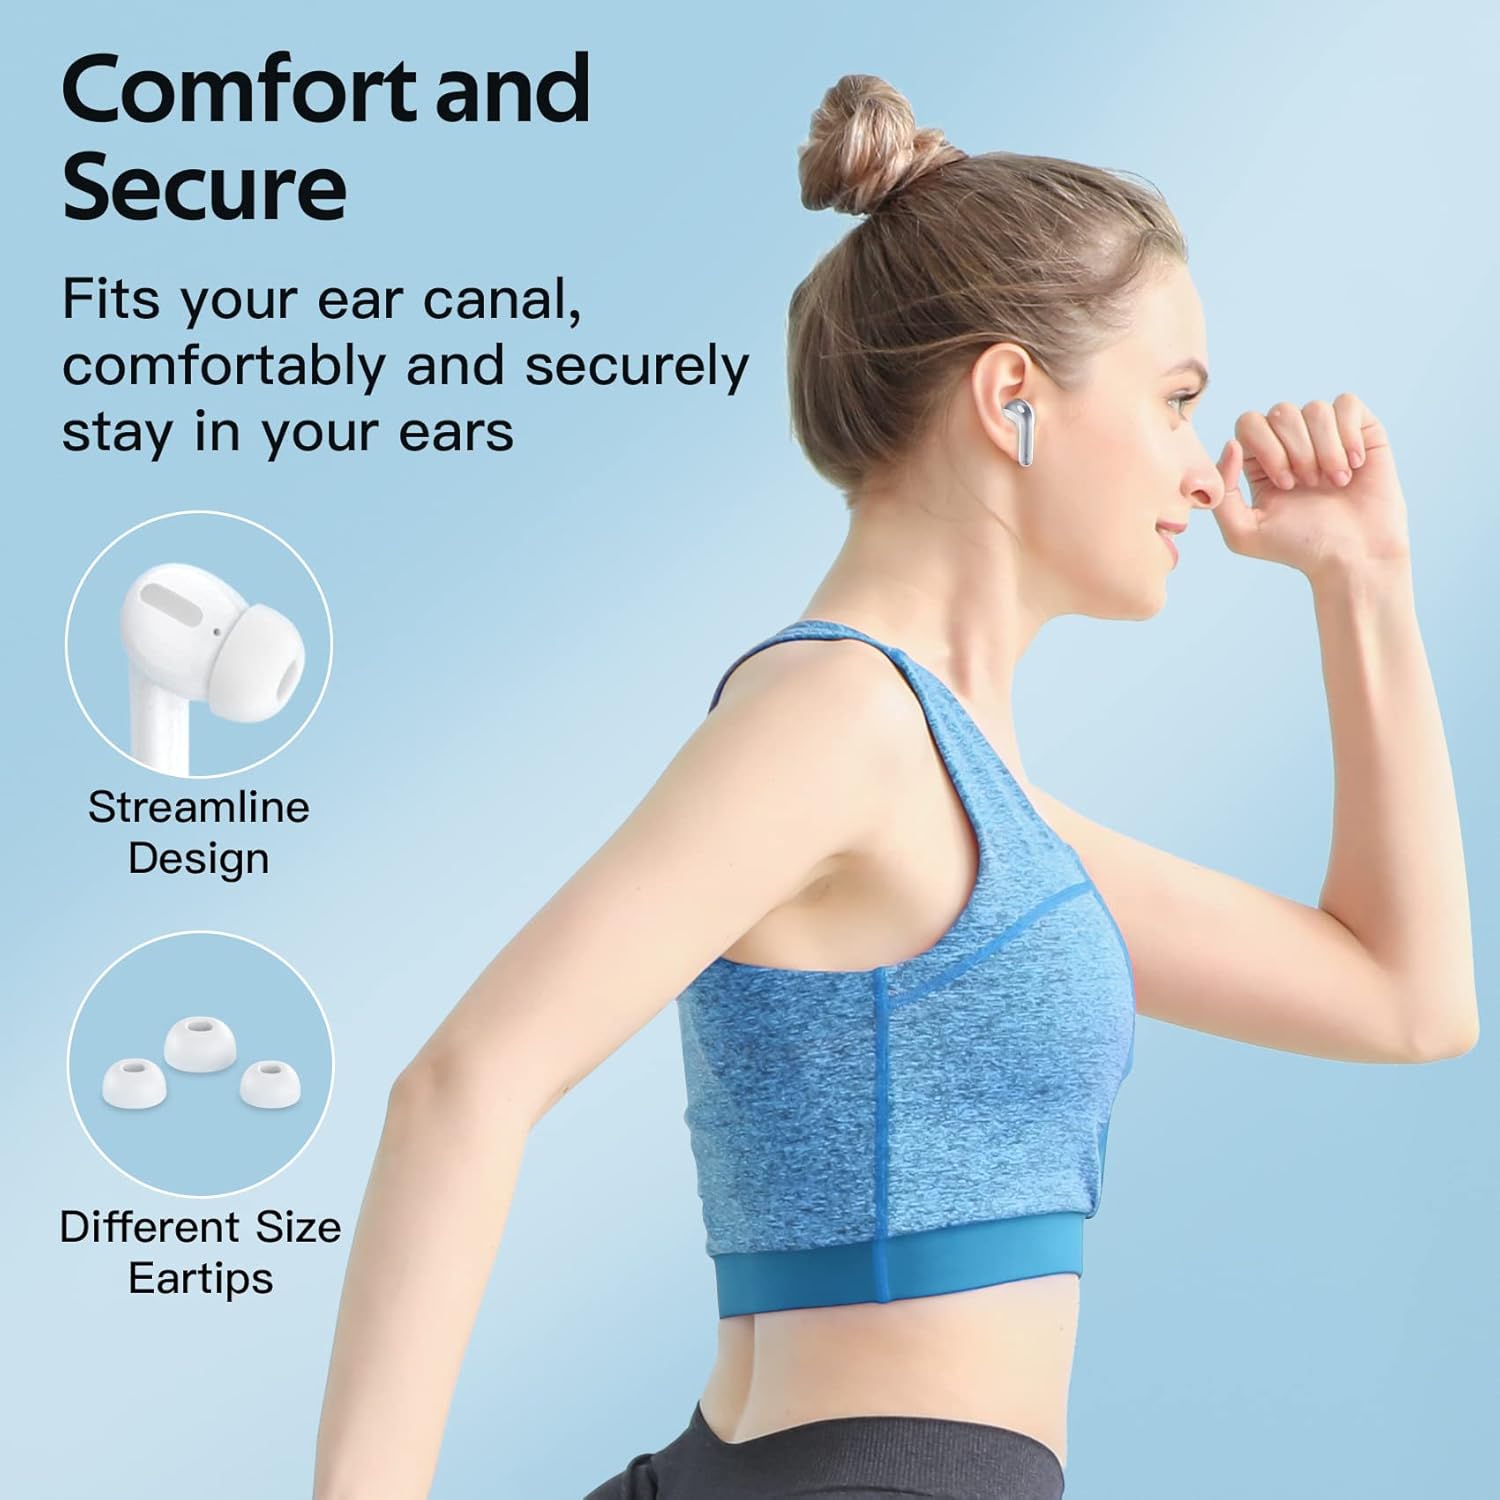 Comfort and
Secure
Fits your ear canal,
comfortably and securely
stay in your ears
Streamline
Design
Different Size
Eartips